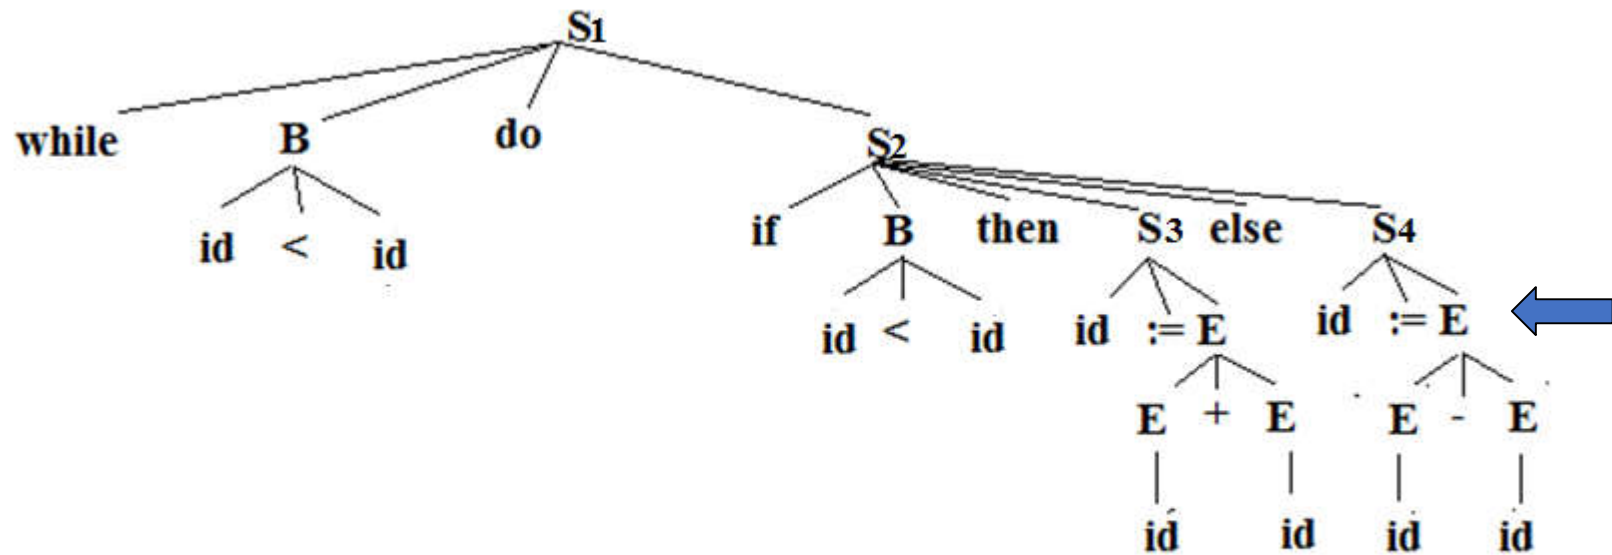 S1
while B do S2
id < id if B then S3 else S4
id < id id := E id := E
E + E E - E
id id id id